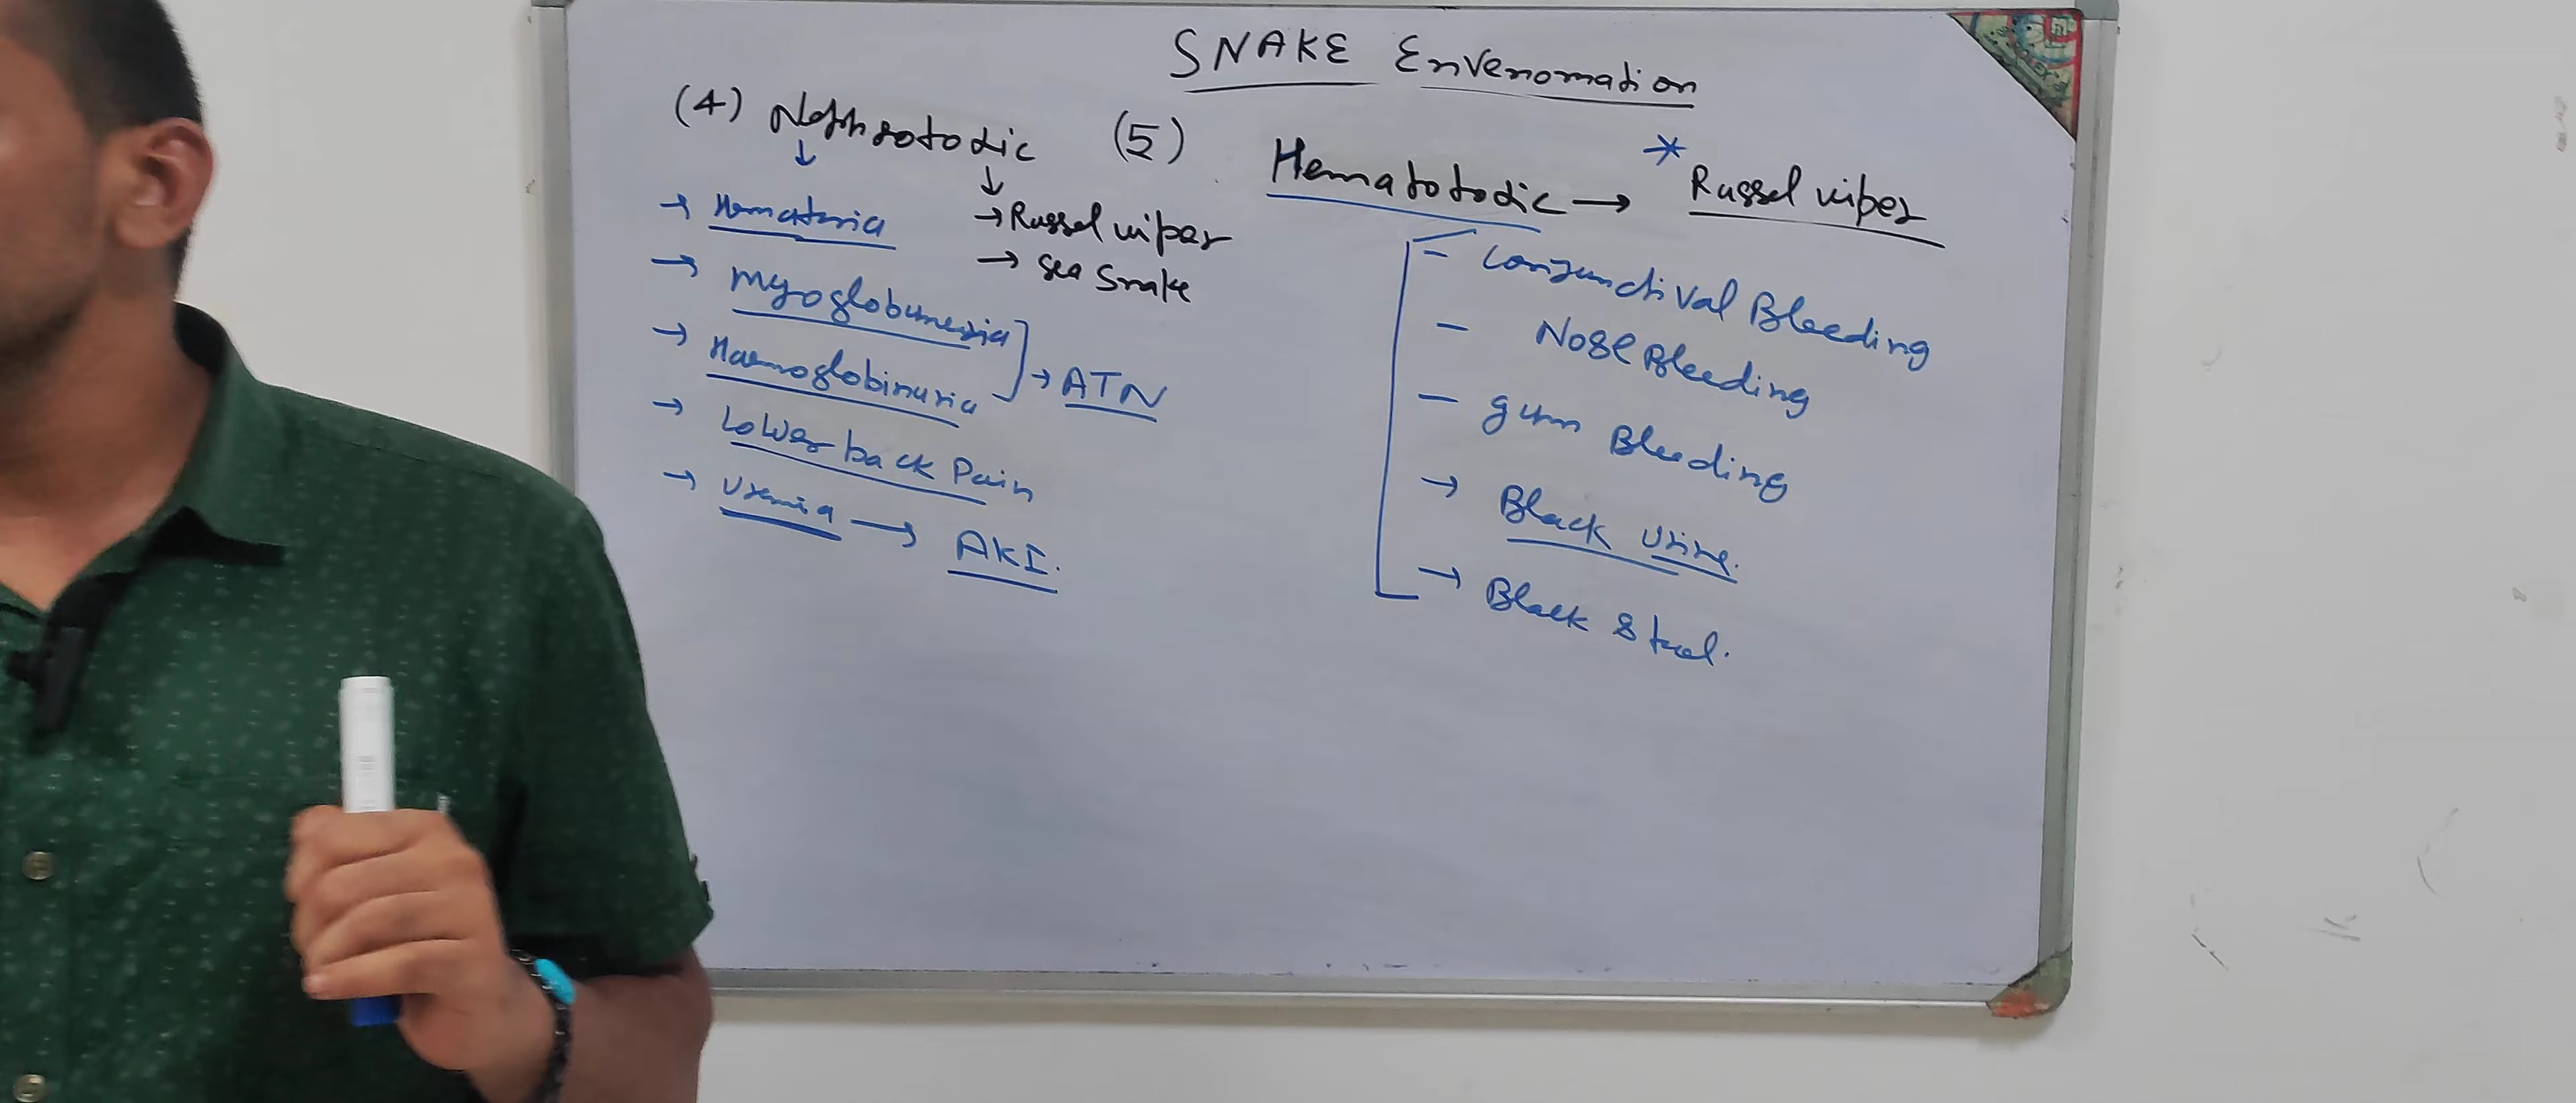 SNAKE Envenomation
(4) Nephrotoxic
→ Hematuria
→ Myoglobunuria
→ Haemoglobinuria
→ ATN
→ Lower back Pain
→ Uremia → AKI.
→ Russel viper
→ Sea Snake
(5) Hematotoxic → * Russel viper
- Conjunctival Bleeding
- Nose Bleeding
- gum Bleeding
→ Black Urine.
→ Black Stool.